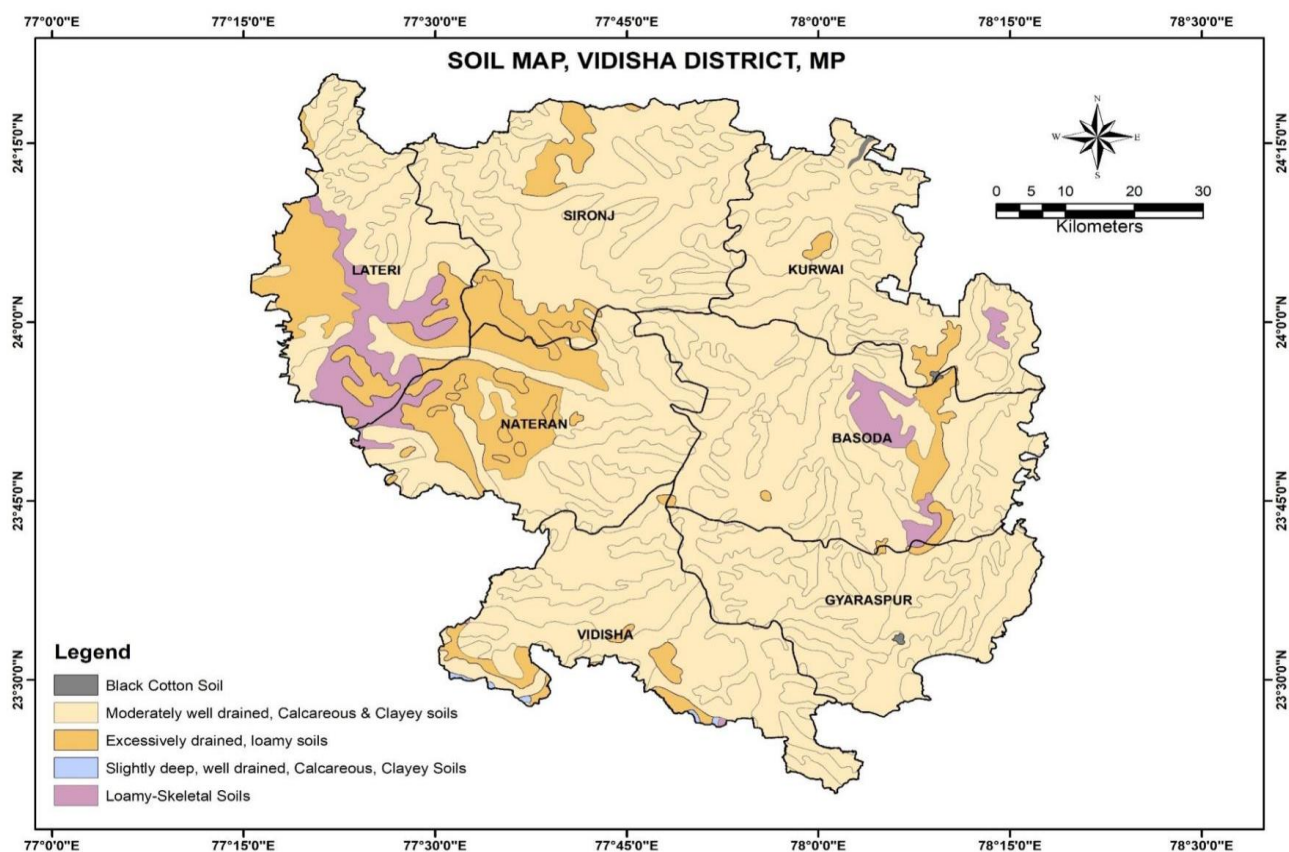 77°0'0"E 77°15'0"E 77°30'0"E 77°45'0"E 78°0'0"E 78°15'0"E 78°30'0"E
SOIL MAP, VIDISHA DISTRICT, MP
N
W E
S
24°15'0"N 24°15'0"N
0 5 10 20 30
Kilometers
SIRONJ
LATERI
KURWAI
24°0'0"N 24°0'0"N
NATERAN
BASODA
23°45'0"N 23°45'0"N
GYARASPUR
VIDISHA
23°30'0"N 23°30'0"N
Legend
Black Cotton Soil
Moderately well drained, Calcareous & Clayey soils
Excessively drained, loamy soils
Slightly deep, well drained, Calcareous, Clayey Soils
Loamy-Skeletal Soils
77°0'0"E 77°15'0"E 77°30'0"E 77°45'0"E 78°0'0"E 78°15'0"E 78°30'0"E